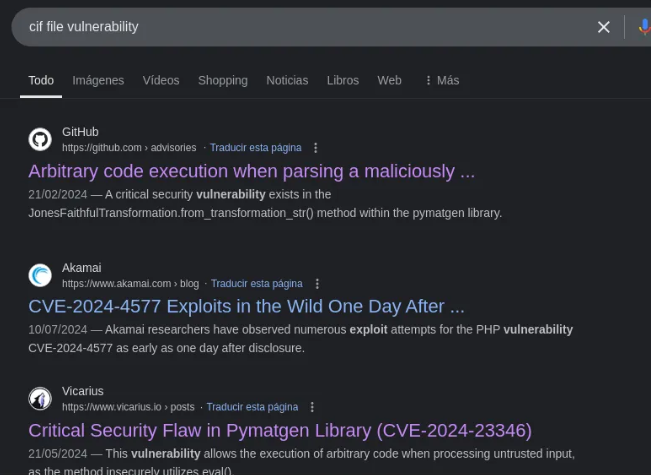 cif file vulnerability
Todo Imágenes Vídeos Shopping Noticias Libros Web Más
GitHub
https://github.com › advisories · Traducir esta página
Arbitrary code execution when parsing a maliciously ...
21/02/2024 — A critical security vulnerability exists in the
JonesFaithfulTransformation.from_transformation_str() method within the pymatgen library.
Akamai
https://www.akamai.com › blog · Traducir esta página
CVE-2024-4577 Exploits in the Wild One Day After ...
10/07/2024 — Akamai researchers have observed numerous exploit attempts for the PHP vulnerability
CVE-2024-4577 as early as one day after disclosure.
Vicarius
https://www.vicarius.io › posts · Traducir esta página
Critical Security Flaw in Pymatgen Library (CVE-2024-23346)
21/05/2024 — This vulnerability allows the execution of arbitrary code when processing untrusted input,
as the method insecurely utilizes eval().